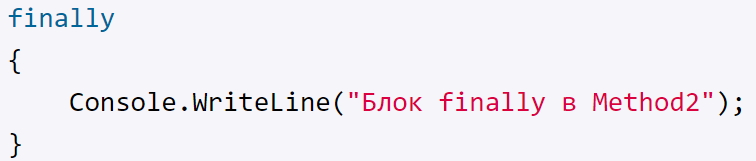 finally
{
    Console.WriteLine("Блок finally в Method2");
}